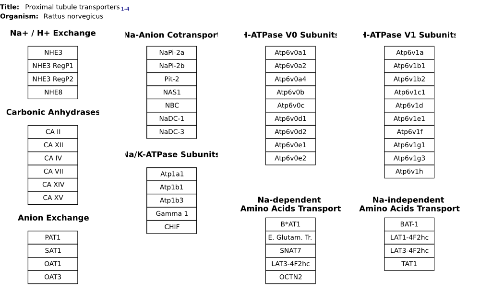 Title: Proximal tubule transporters 1-4
Organism: Rattus norvegicus
Na+ / H+ Exchange
NHE3
NHE3 RegP1
NHE3 RegP2
NHE8
Carbonic Anhydrases
CA II
CA XII
CA IV
CA VII
CA XIV
CA XV
Anion Exchange
PAT1
SAT1
OAT1
OAT3
Na-Anion Cotransport
NaPi-2a
NaPi-2b
Pit-2
NAS1
NBC
NaDC-1
NaDC-3
Na/K-ATPase Subunits
Atp1a1
Atp1b1
Atp1b3
Gamma 1
CHIF
H-ATPase V0 Subunits
Atp6v0a1
Atp6v0a2
Atp6v0a4
Atp6v0b
Atp6v0c
Atp6v0d1
Atp6v0d2
Atp6v0e1
Atp6v0e2
Na-dependent
Amino Acids Transport
B*AT1
E. Glutam. Tr.
SNAT7
LAT3-4F2hc
OCTN2
H-ATPase V1 Subunits
Atp6v1a
Atp6v1b1
Atp6v1b2
Atp6v1c1
Atp6v1d
Atp6v1e1
Atp6v1f
Atp6v1g1
Atp6v1g3
Atp6v1h
Na-independent
Amino Acids Transport
BAT-1
LAT1-4F2hc
LAT3-4F2hc
TAT1